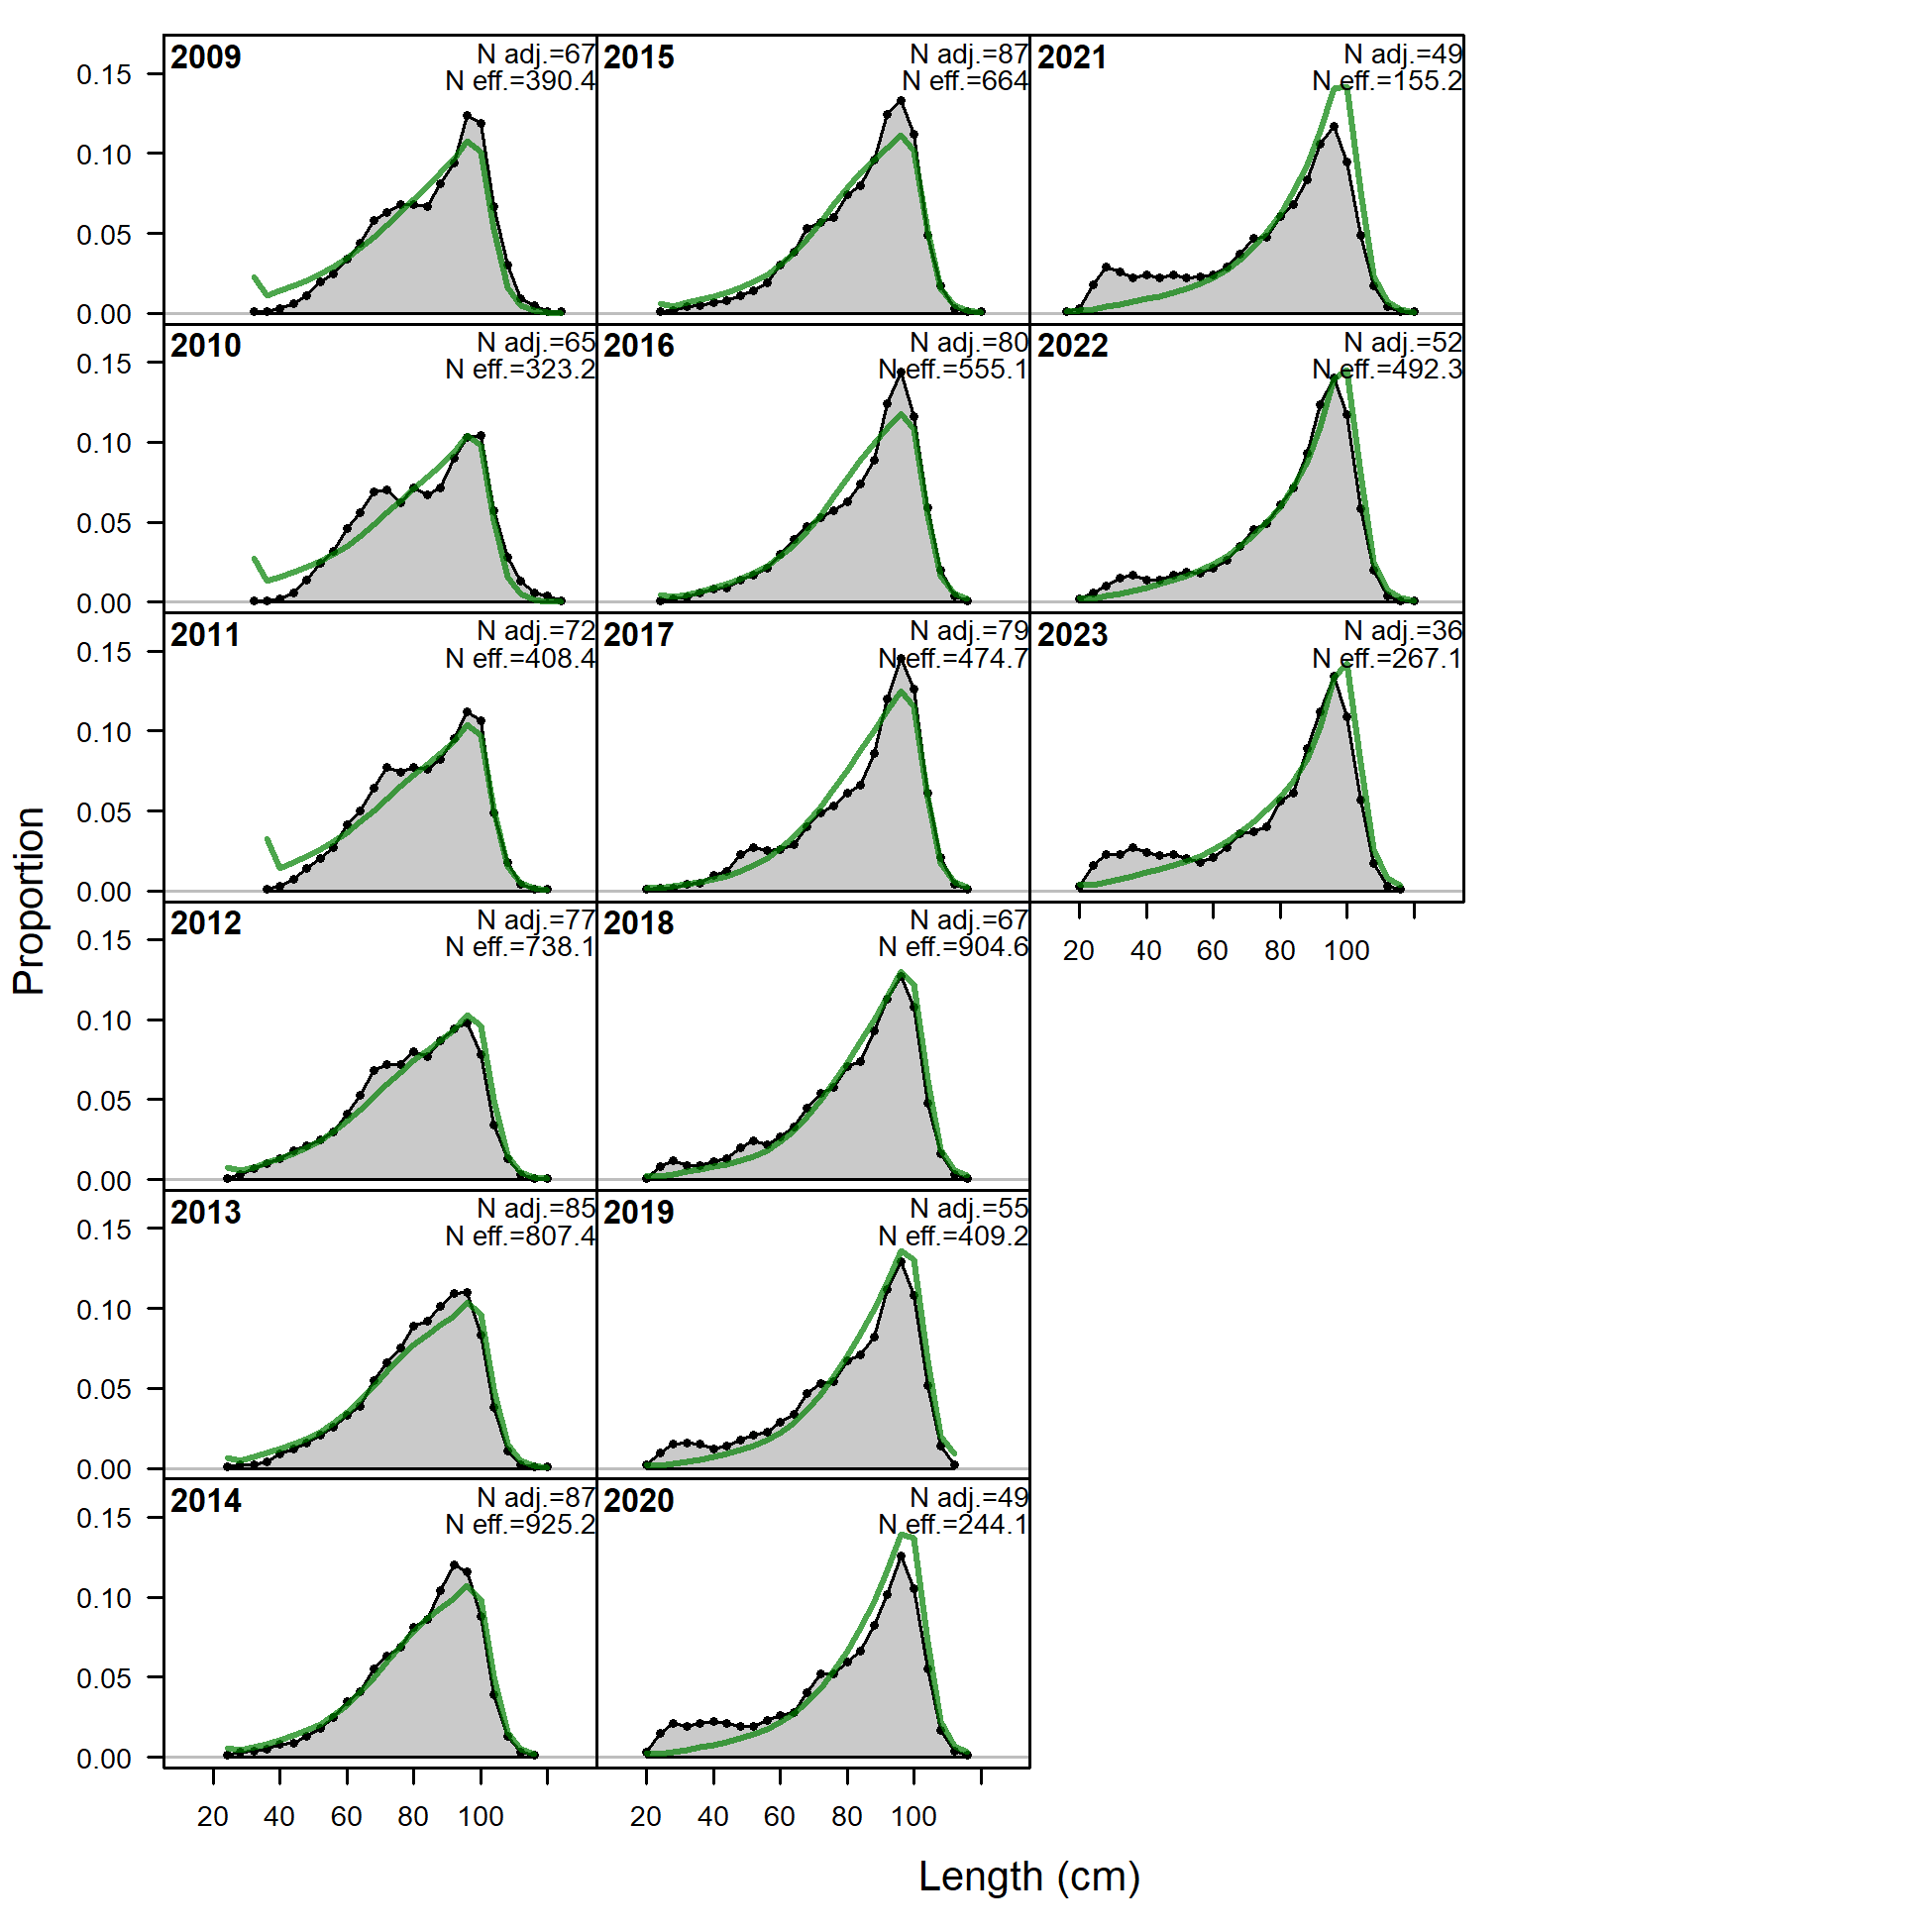 Proportion
2009
N adj.=67
N eff.=390.4
0.15
0.10
0.05
0.00
2010
N adj.=65
N eff.=323.2
0.15
0.10
0.05
0.00
2011
N adj.=72
N eff.=408.4
0.15
0.10
0.05
0.00
2012
N adj.=77
N eff.=738.1
0.15
0.10
0.05
0.00
2013
N adj.=85
N eff.=807.4
0.15
0.10
0.05
0.00
2014
N adj.=87
N eff.=925.2
0.15
0.10
0.05
0.00
20 40 60 80 100
2015
N adj.=87
N eff.=664
2016
N adj.=80
N eff.=555.1
2017
N adj.=79
N eff.=474.7
2018
N adj.=67
N eff.=904.6
2019
N adj.=55
N eff.=409.2
2020
N adj.=49
N eff.=244.1
20 40 60 80 100
2021
N adj.=49
N eff.=155.2
2022
N adj.=52
N eff.=492.3
2023
N adj.=36
N eff.=267.1
20 40 60 80 100
Length (cm)